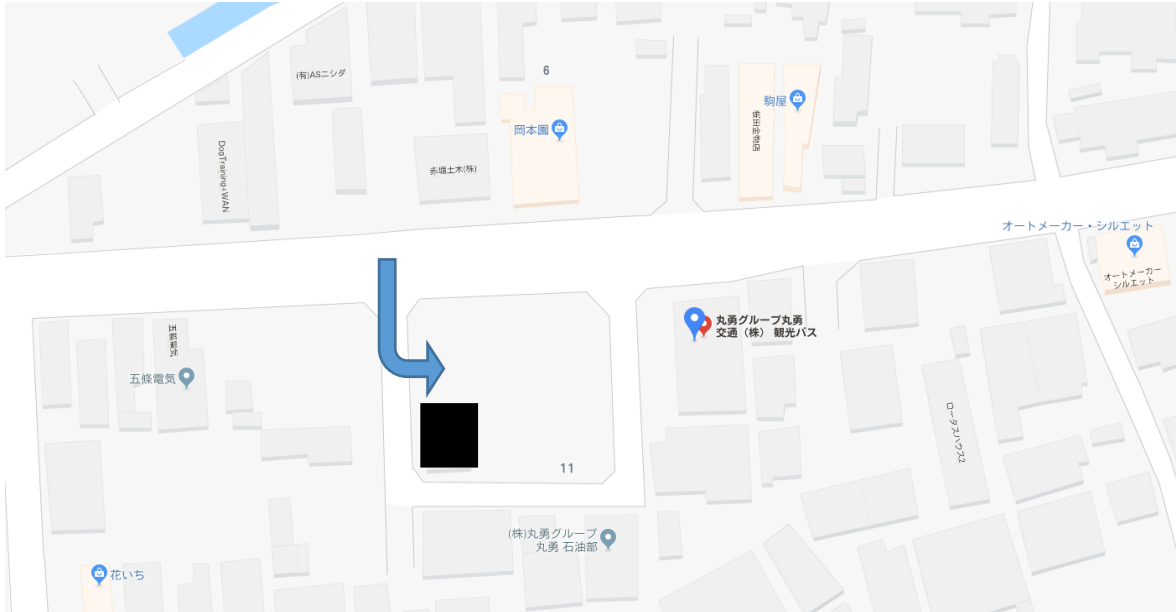 (有)ASニシダ
6
岡本園
駒屋
DogTraining+WAN
赤堀土木(株)
オートメーカー・シルエット
オートメーカー
シルエット
丸勇グループ丸勇
交通（株） 観光バス
五條電気
五條電気
11
ロータスハウス2
(株)丸勇グループ
丸勇 石油部
花いち